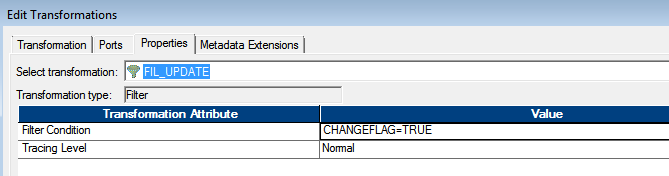 Edit Transformations
Transformation Ports Properties Metadata Extensions
Select transformation: FIL_UPDATE
Transformation type: Filter
Transformation Attribute Value
Filter Condition CHANGEFLAG=TRUE
Tracing Level Normal